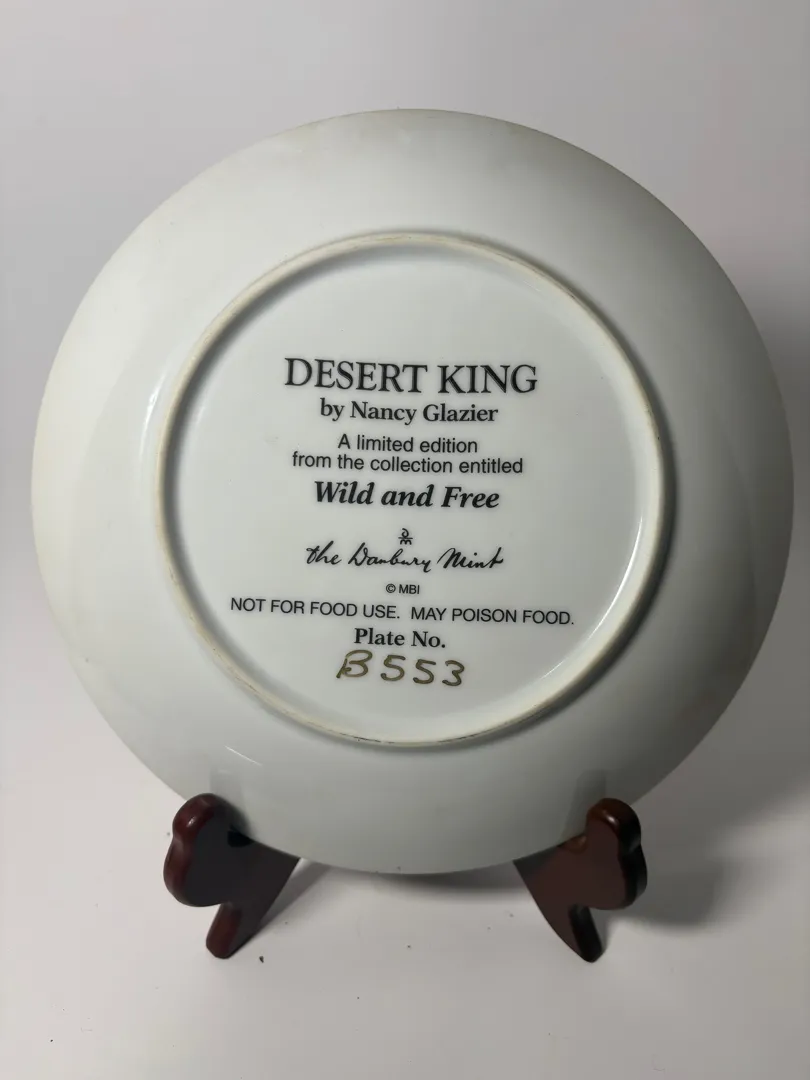 DESERT KING
by Nancy Glazier
A limited edition
from the collection entitled
Wild and Free
DM
the Danbury Mint
© MBI
NOT FOR FOOD USE. MAY POISON FOOD.
Plate No.
B553